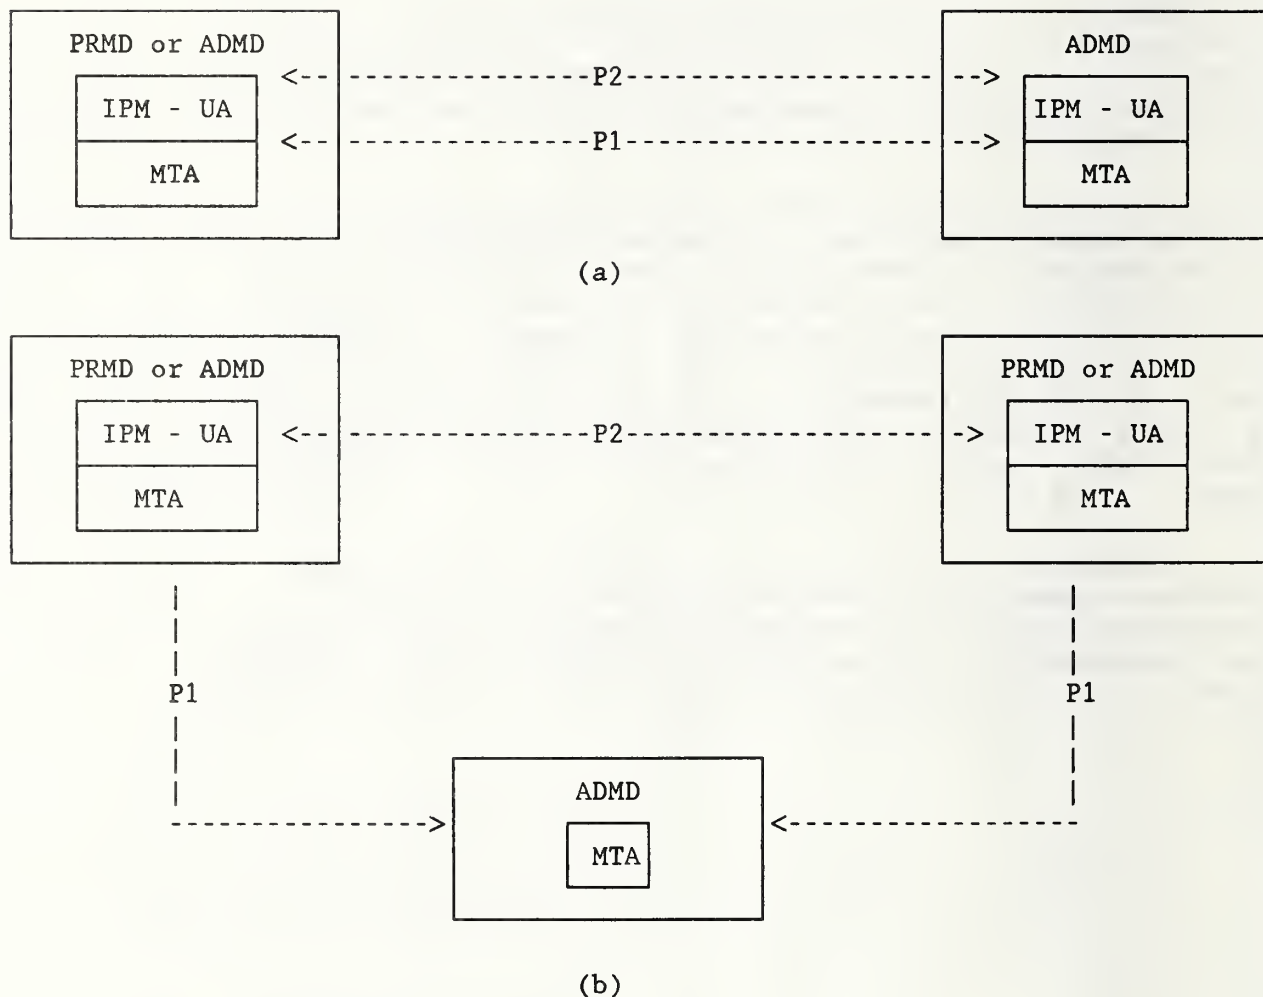 PRMD or ADMD
ADMD
<-----------------P2----------------->
IPM - UA
IPM - UA
<-----------------P1----------------->
MTA
MTA
(a)
PRMD or ADMD
PRMD or ADMD
IPM - UA
<-----------------P2----------------->
IPM - UA
MTA
MTA
P1
P1
ADMD
MTA
(b)